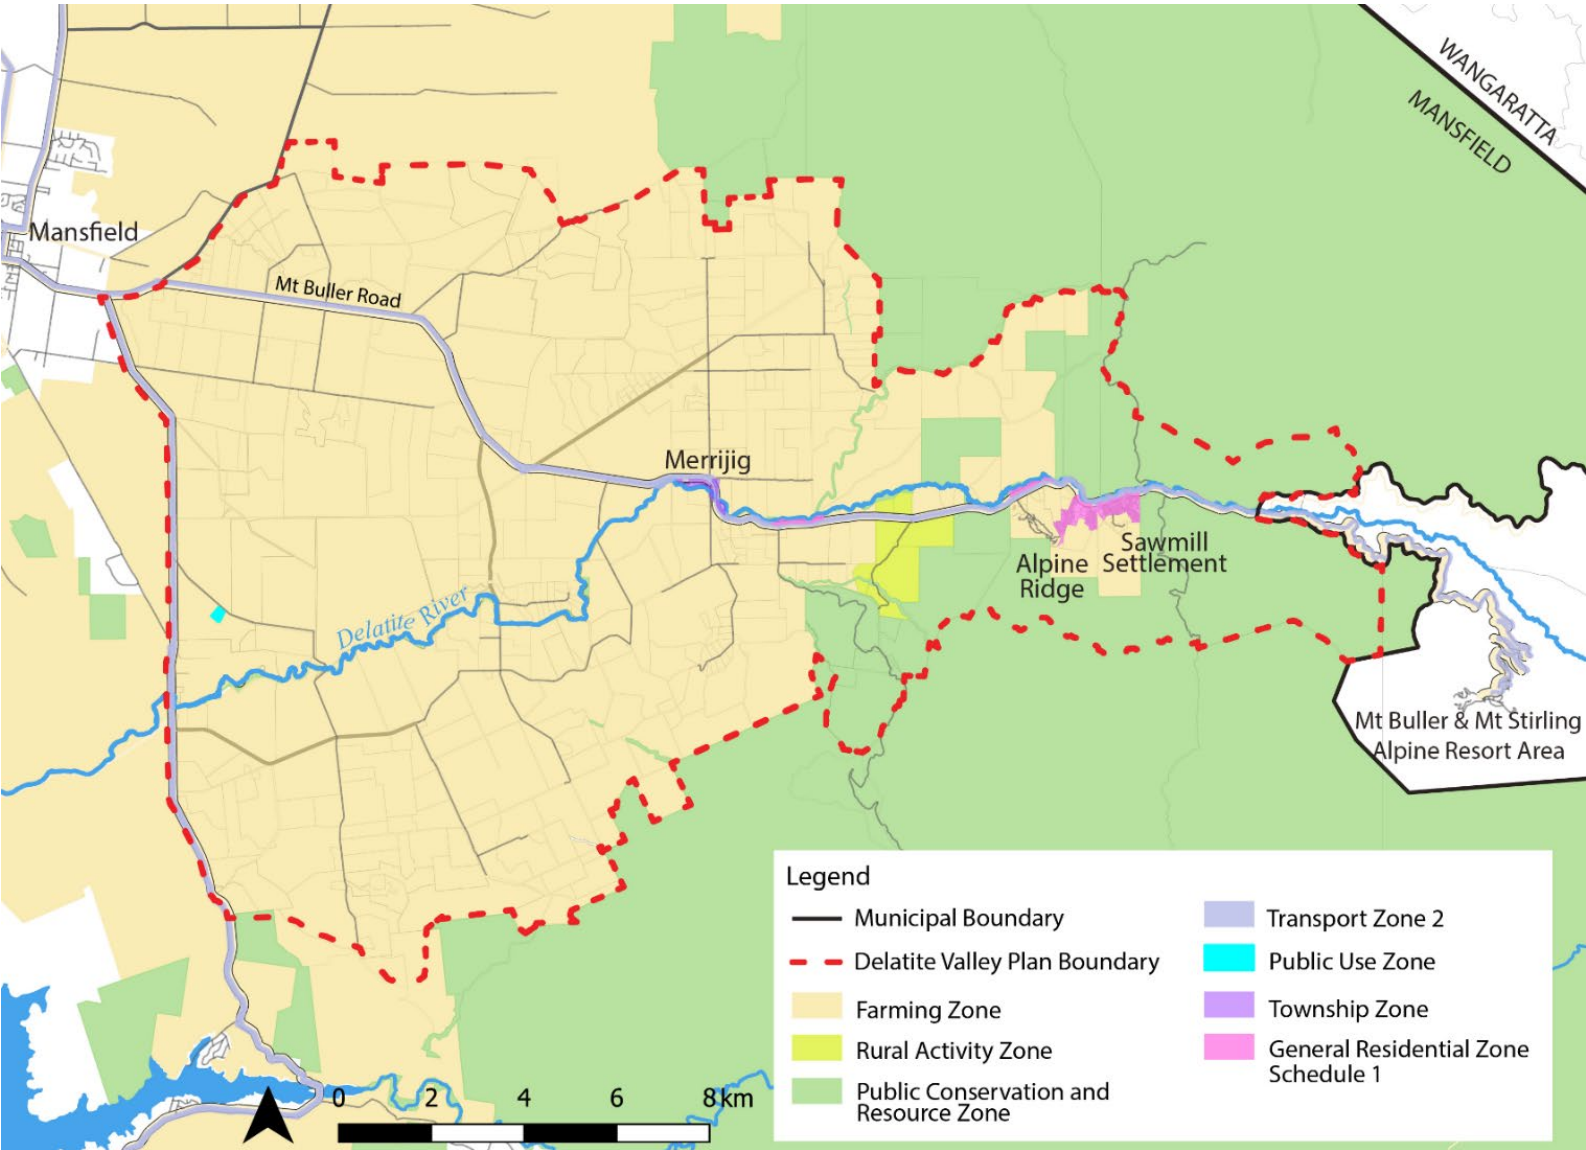 WANGARATTA
MANSFIELD
Mansfield
Mt Buller Road
Merrijig
Sawmill
Settlement
Alpine
Ridge
Delatite River
Mt Buller & Mt Stirling
Alpine Resort Area
Legend
Municipal Boundary
Delatite Valley Plan Boundary
Farming Zone
Rural Activity Zone
Public Conservation and
Resource Zone
Transport Zone 2
Public Use Zone
Township Zone
General Residential Zone
Schedule 1
0 2 4 6 8km